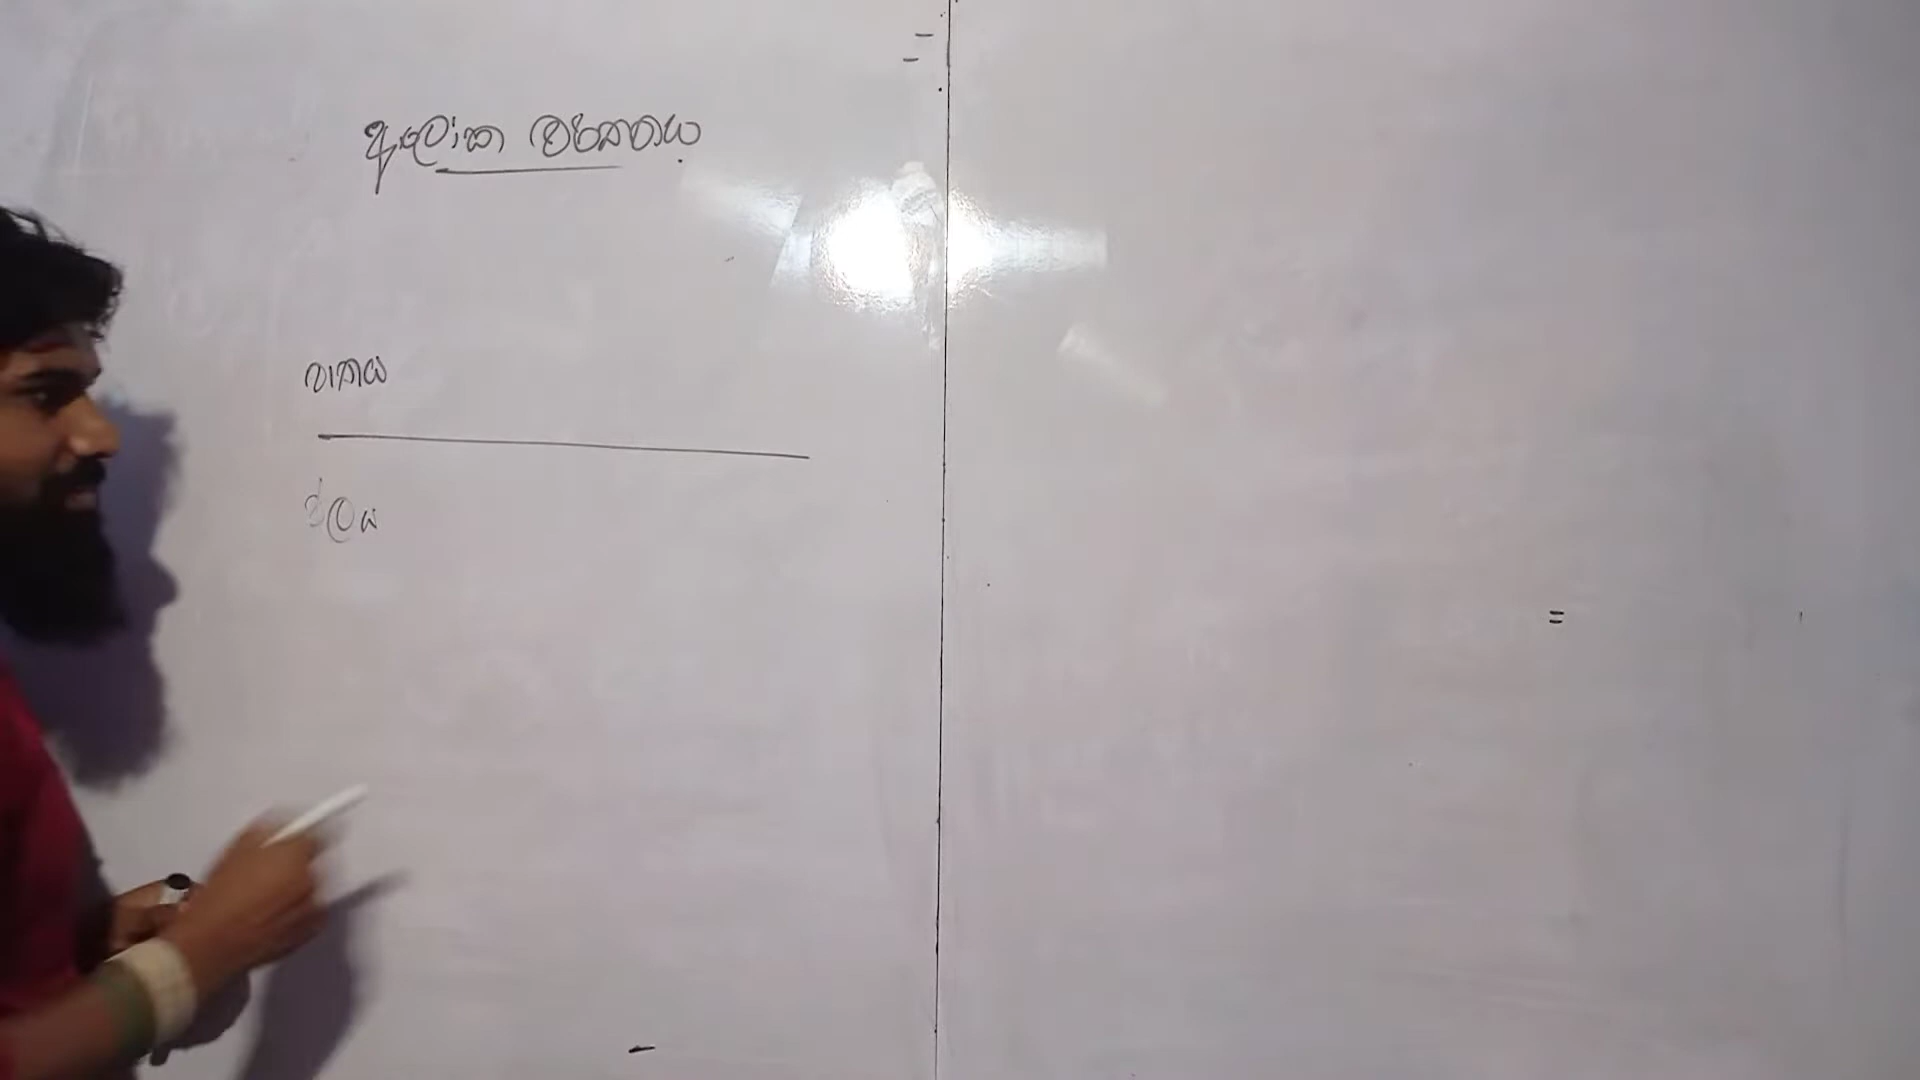 ආලෝක වර්තනය
වාතය
ජලය
=